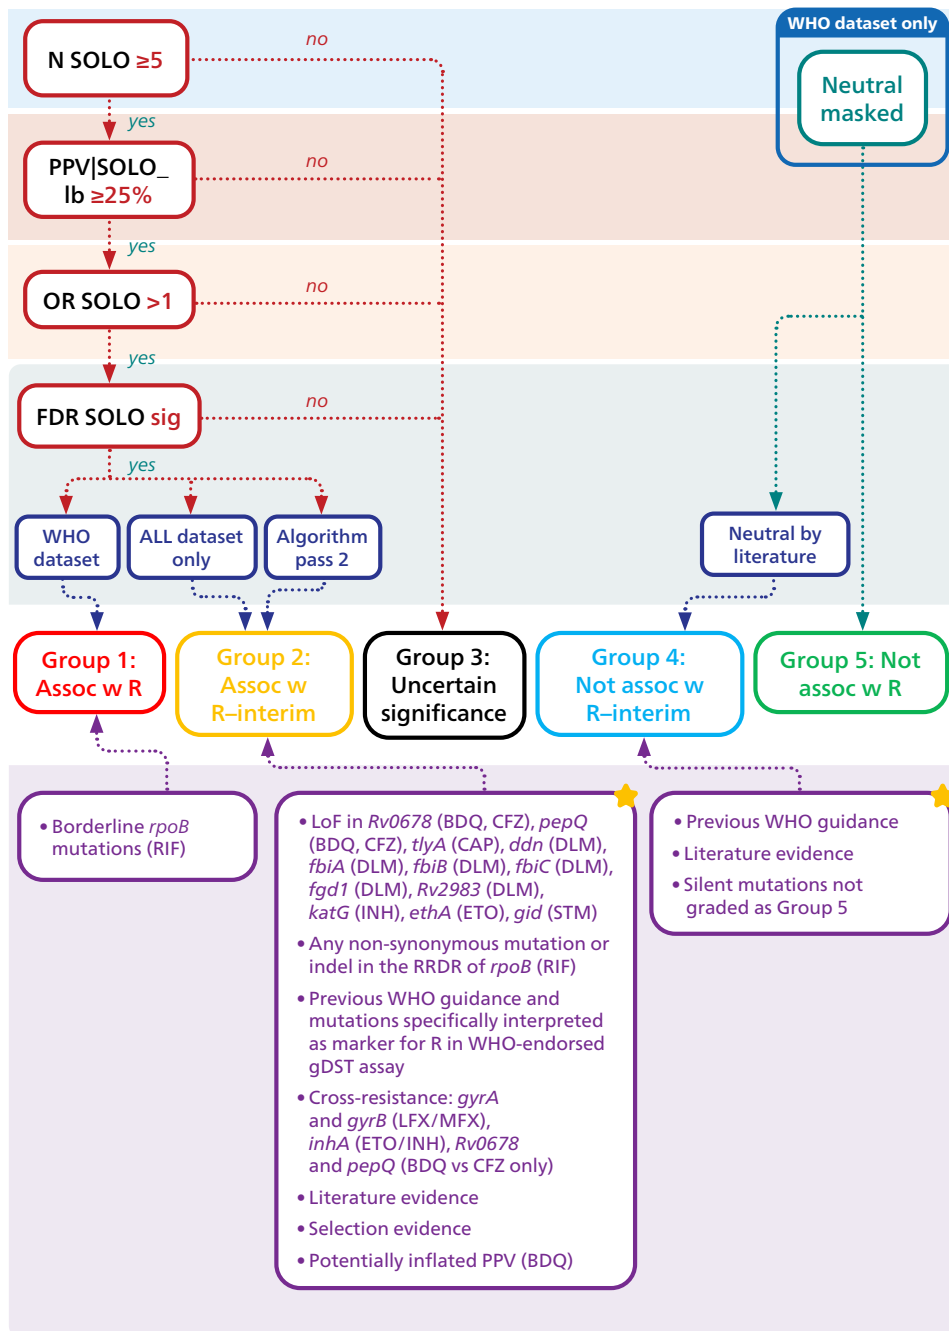 WHO dataset only
N SOLO ≥5
no
Neutral
masked
yes
PPV|SOLO_
lb ≥25%
no
yes
OR SOLO >1
no
yes
FDR SOLO sig
no
yes
WHO
dataset
ALL dataset
only
Algorithm
pass 2
Neutral by
literature
Group 1:
Assoc w R
Group 2:
Assoc w
R–interim
Group 3:
Uncertain
significance
Group 4:
Not assoc w
R–interim
Group 5: Not
assoc w R
• Borderline rpoB
mutations (RIF)
• LoF in Rv0678 (BDQ, CFZ), pepQ
(BDQ, CFZ), tlyA (CAP), ddn (DLM),
fbiA (DLM), fbiB (DLM), fbiC (DLM),
fgd1 (DLM), Rv2983 (DLM),
katG (INH), ethA (ETO), gid (STM)
• Any non-synonymous mutation or
indel in the RRDR of rpoB (RIF)
• Previous WHO guidance and
mutations specifically interpreted
as marker for R in WHO-endorsed
gDST assay
• Cross-resistance: gyrA
and gyrB (LFX/MFX),
inhA (ETO/INH), Rv0678
and pepQ (BDQ vs CFZ only)
• Literature evidence
• Selection evidence
• Potentially inflated PPV (BDQ)
• Previous WHO guidance
• Literature evidence
• Silent mutations not
graded as Group 5